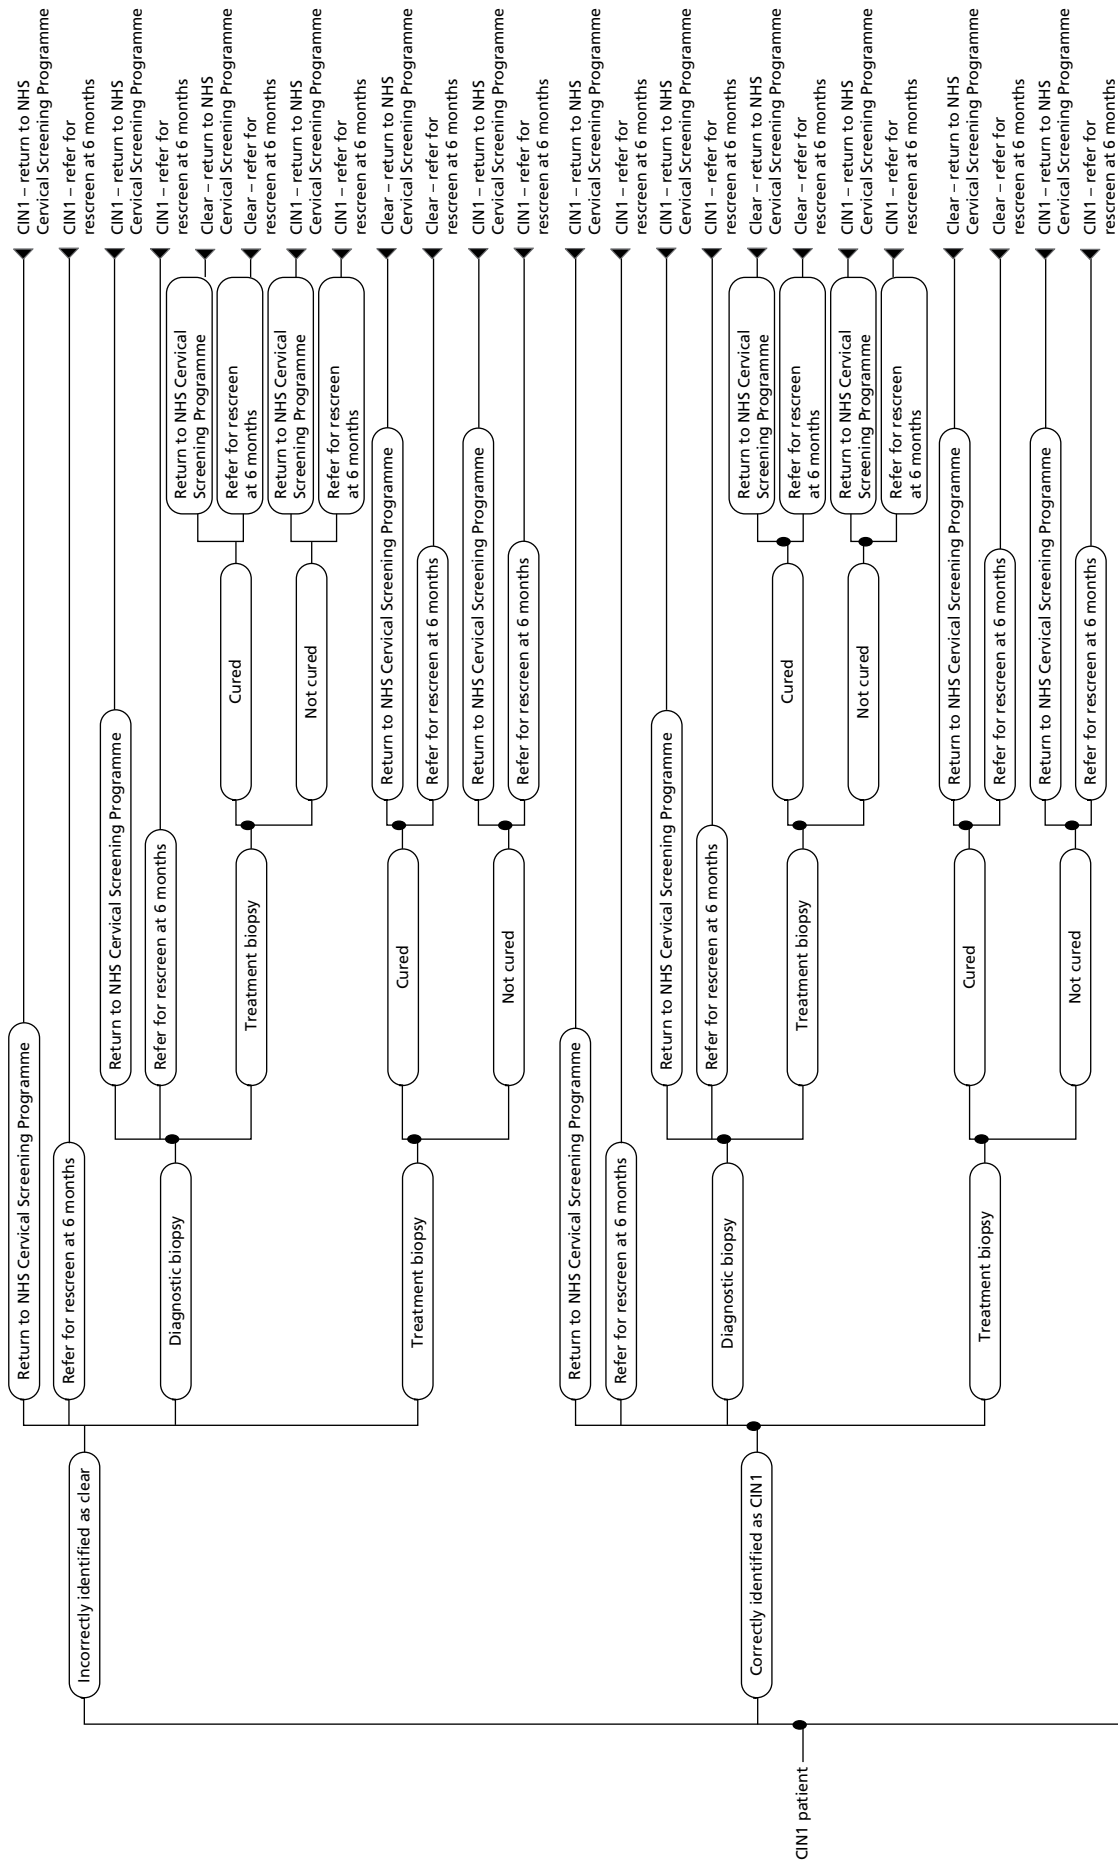 CIN1 patient
Incorrectly identified as clear
Return to NHS Cervical Screening Programme
CIN1 – return to NHS
Cervical Screening Programme
Refer for rescreen at 6 months
CIN1 – refer for
rescreen at 6 months
Diagnostic biopsy
Return to NHS Cervical Screening Programme
CIN1 – return to NHS
Cervical Screening Programme
Refer for rescreen at 6 months
CIN1 – refer for
rescreen at 6 months
Treatment biopsy
Cured
Return to NHS Cervical
Screening Programme
Clear – return to NHS
Cervical Screening Programme
Refer for rescreen
at 6 months
Clear – refer for
rescreen at 6 months
Not cured
Return to NHS Cervical
Screening Programme
CIN1 – return to NHS
Cervical Screening Programme
Refer for rescreen
at 6 months
CIN1 – refer for
rescreen at 6 months
Treatment biopsy
Cured
Return to NHS Cervical Screening Programme
Clear – return to NHS
Cervical Screening Programme
Refer for rescreen at 6 months
Clear – refer for
rescreen at 6 months
Not cured
Return to NHS Cervical Screening Programme
CIN1 – return to NHS
Cervical Screening Programme
Refer for rescreen at 6 months
CIN1 – refer for
rescreen at 6 months
Correctly identified as CIN1
Return to NHS Cervical Screening Programme
CIN1 – return to NHS
Cervical Screening Programme
Refer for rescreen at 6 months
CIN1 – refer for
rescreen at 6 months
Diagnostic biopsy
Return to NHS Cervical Screening Programme
CIN1 – return to NHS
Cervical Screening Programme
Refer for rescreen at 6 months
CIN1 – refer for
rescreen at 6 months
Treatment biopsy
Cured
Return to NHS Cervical
Screening Programme
Clear – return to NHS
Cervical Screening Programme
Refer for rescreen
at 6 months
Clear – refer for
rescreen at 6 months
Not cured
Return to NHS Cervical
Screening Programme
CIN1 – return to NHS
Cervical Screening Programme
Refer for rescreen
at 6 months
CIN1 – refer for
rescreen at 6 months
Treatment biopsy
Cured
Return to NHS Cervical Screening Programme
Clear – return to NHS
Cervical Screening Programme
Refer for rescreen at 6 months
Clear – refer for
rescreen at 6 months
Not cured
Return to NHS Cervical Screening Programme
CIN1 – return to NHS
Cervical Screening Programme
Refer for rescreen at 6 months
CIN1 – refer for
rescreen at 6 months